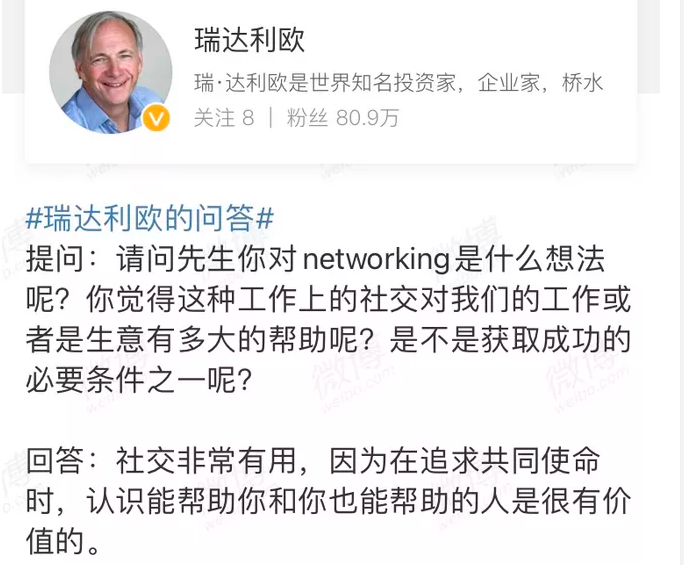 瑞达利欧
瑞·达利欧是世界知名投资家，企业家，桥水
关注 8 | 粉丝 80.9万
#瑞达利欧的问答#
提问：请问先生你对networking是什么想法
呢？你觉得这种工作上的社交对我们的工作或
者是生意有多大的帮助呢？是不是获取成功的
必要条件之一呢？
回答：社交非常有用，因为在追求共同使命
时，认识能帮助你和你也能帮助的人是很有价
值的。
微博
weibo.com